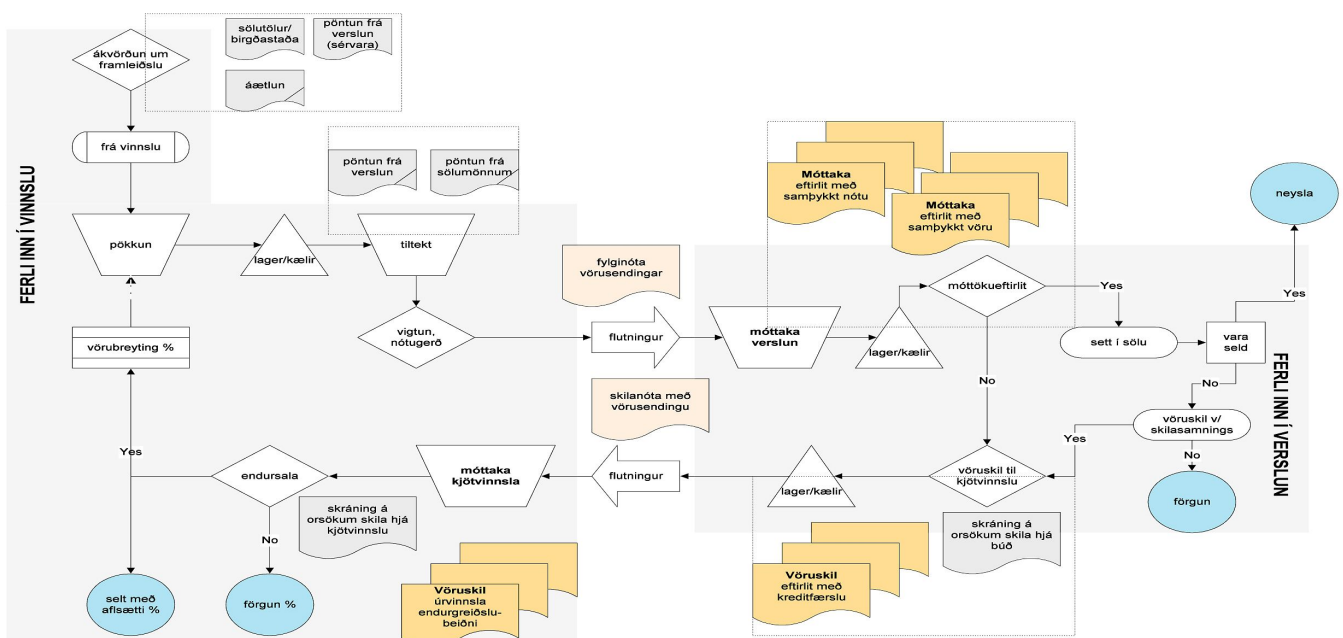 ákvörðun um
framleiðslu
sölutölur/
birgðastaða
pöntun frá
verslun
(sérvara)
áætlun
frá vinnslu
FERLI INN Í VINNSLU
pöntun frá
verslun
pöntun frá
sölumönnum
pökkun
lager/kælir
tiltekt
vigtun,
nótugerð
vörubreyting %
fylginóta
vörusendingar
flutningur
Móttaka
eftirlit með
samþykkt nótu
Móttaka
eftirlit með
samþykkt vöru
móttaka
verslun
lager/kælir
móttökueftirlit
Yes
No
sett í sölu
vara
seld
Yes
neysla
No
FERLI INN Í VERSLUN
vöruskil v/
skilasamnings
Yes
No
förgun
vöruskil til
kjötvinnslu
lager/kælir
skráning á
orsökum skila hjá
búð
Vöruskil
eftirlit með
kreditfærslu
skilanóta með
vörusendingu
flutningur
móttaka
kjötvinnsla
endursala
Yes
No
skráning á
orsökum skila hjá
kjötvinnslu
Vöruskil
úrvinnsla
endurgreiðslu-
beiðni
selt með
aflsætti %
förgun %